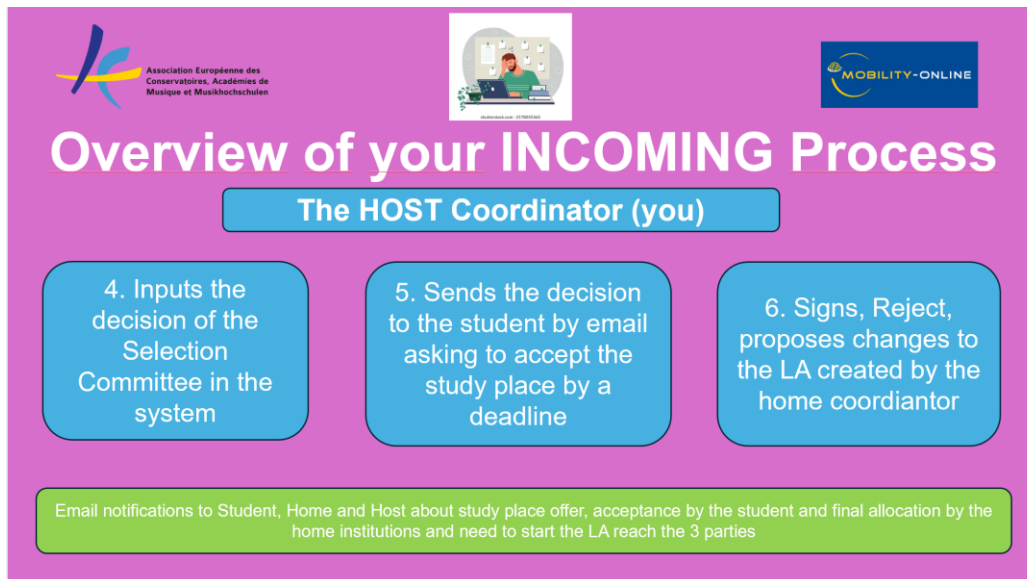 Association Européenne des
Conservatoires, Académies de
Musique et Musikhochschulen
MOBILITY-ONLINE
Overview of your INCOMING Process
The HOST Coordinator (you)
4. Inputs the
decision of the
Selection
Committee in the
system
5. Sends the decision
to the student by email
asking to accept the
study place by a
deadline
6. Signs, Reject,
proposes changes to
the LA created by the
home coordiantor
Email notifications to Student, Home and Host about study place offer, acceptance by the student and final allocation by the
home institutions and need to start the LA reach the 3 parties